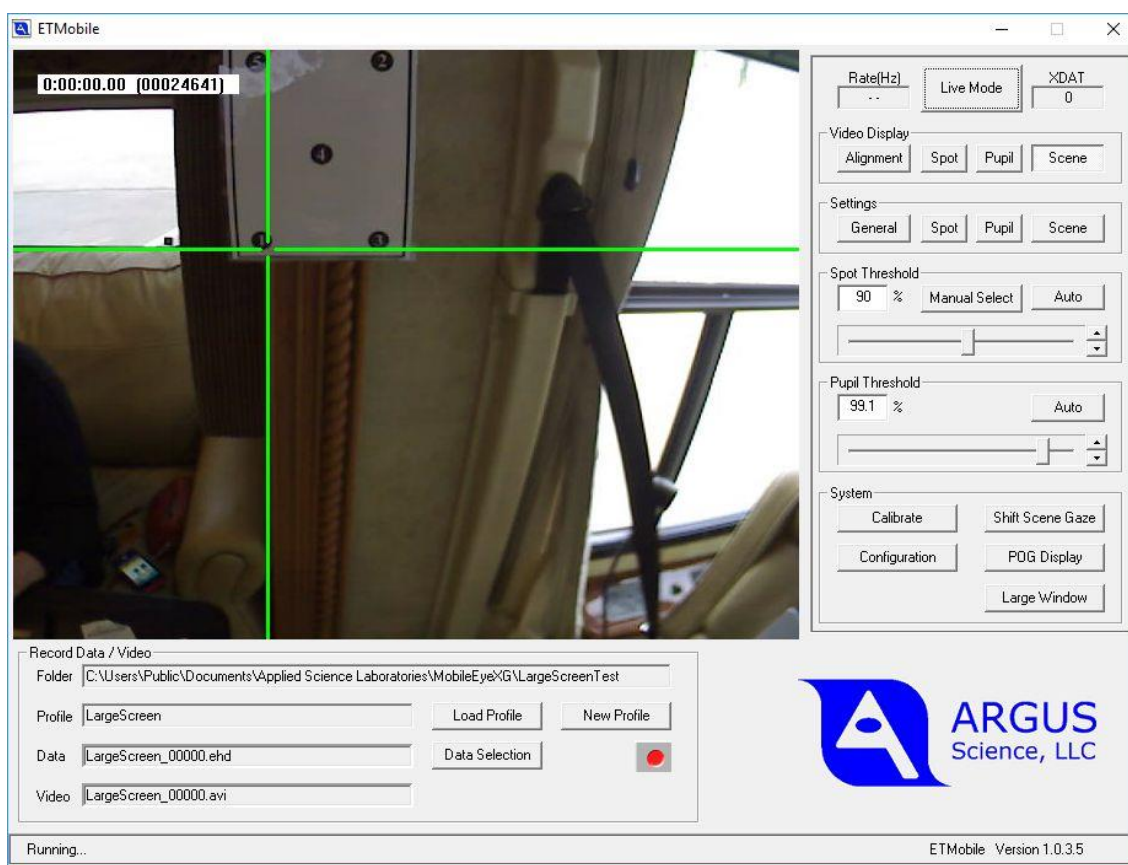 ETMobile
0:00:00.00 (00024641)
5 2
4
1 3
Rate(Hz)
--
Live Mode
XDAT
0
Video Display
Alignment Spot Pupil Scene
Settings
General Spot Pupil Scene
Spot Threshold
90 % Manual Select Auto
Pupil Threshold
99.1 % Auto
System
Calibrate Shift Scene Gaze
Configuration POG Display
Large Window
Record Data / Video
Folder C:\Users\Public\Documents\Applied Science Laboratories\MobileEyeXG\LargeScreenTest
Profile LargeScreen Load Profile New Profile
Data LargeScreen_00000.ehd Data Selection
Video LargeScreen_00000.avi
ARGUS
Science, LLC
Running... ETMobile Version 1.0.3.5